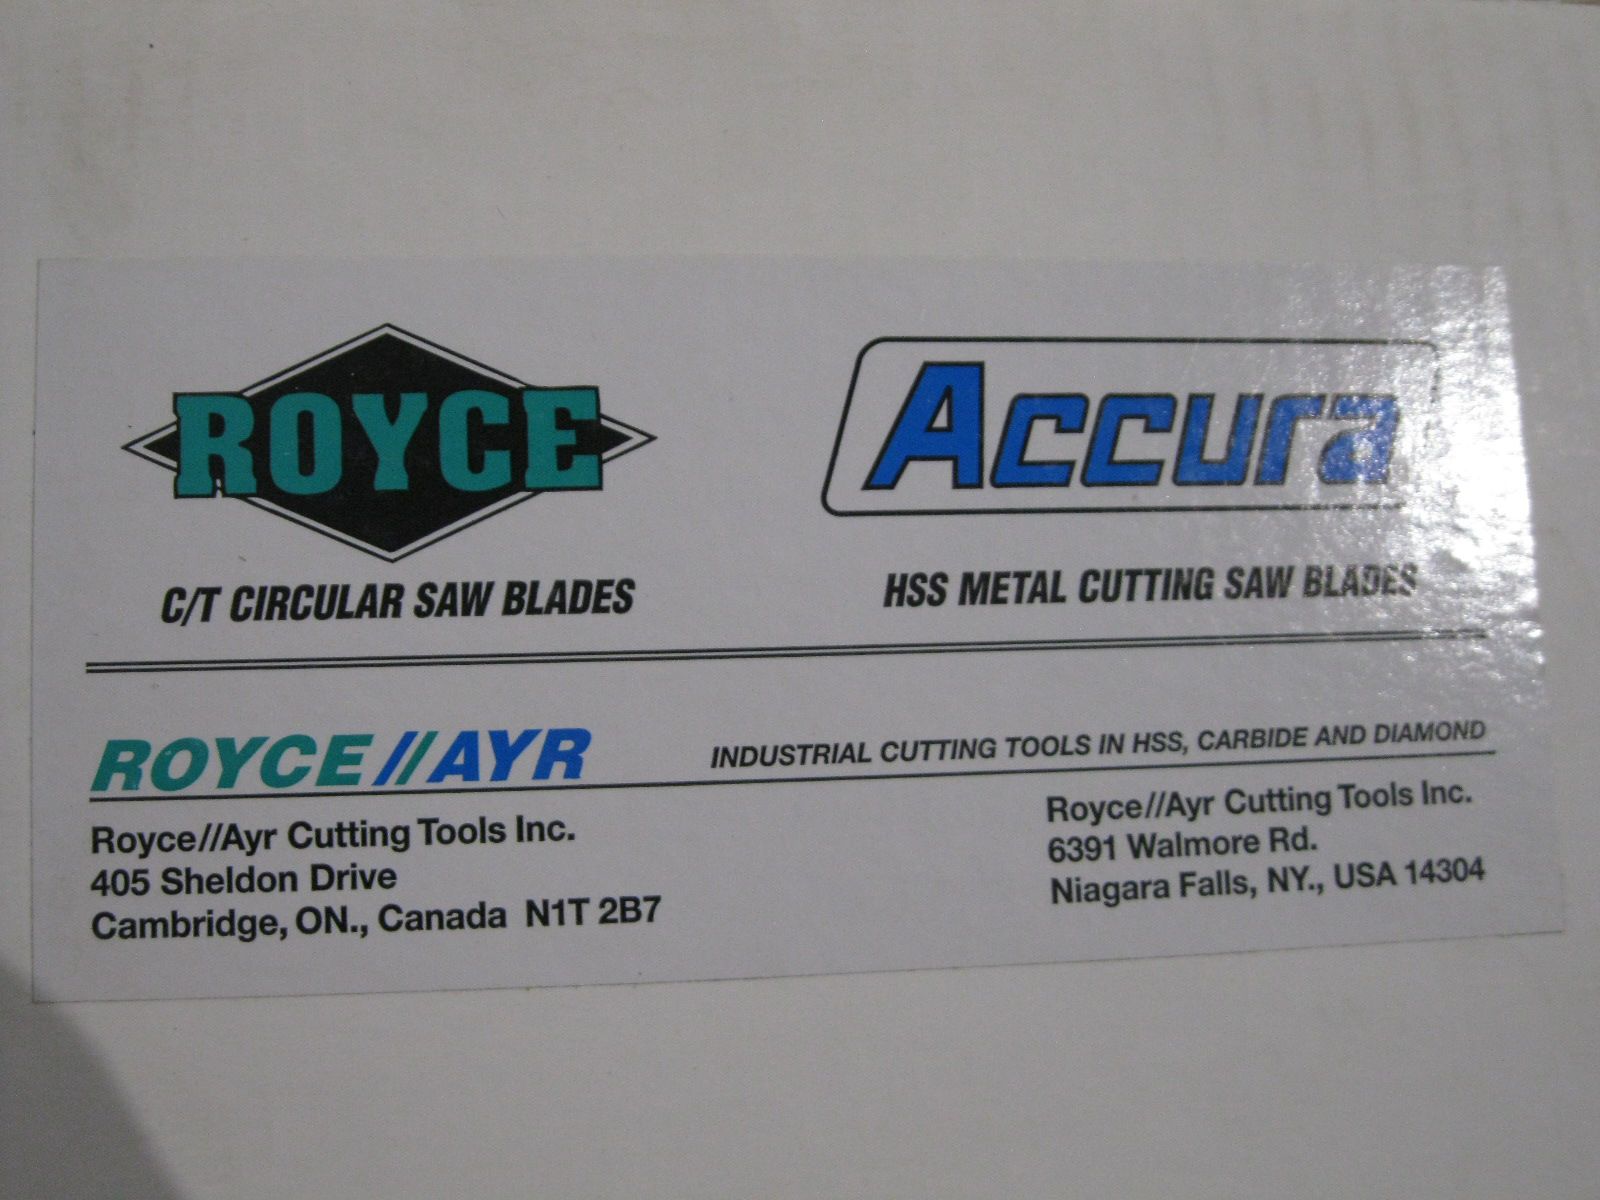 ROYCE
C/T CIRCULAR SAW BLADES
Accura
HSS METAL CUTTING SAW BLADES
ROYCE//AYR
INDUSTRIAL CUTTING TOOLS IN HSS, CARBIDE AND DIAMOND
Royce//Ayr Cutting Tools Inc.
405 Sheldon Drive
Cambridge, ON., Canada N1T 2B7
Royce//Ayr Cutting Tools Inc.
6391 Walmore Rd.
Niagara Falls, NY., USA 14304